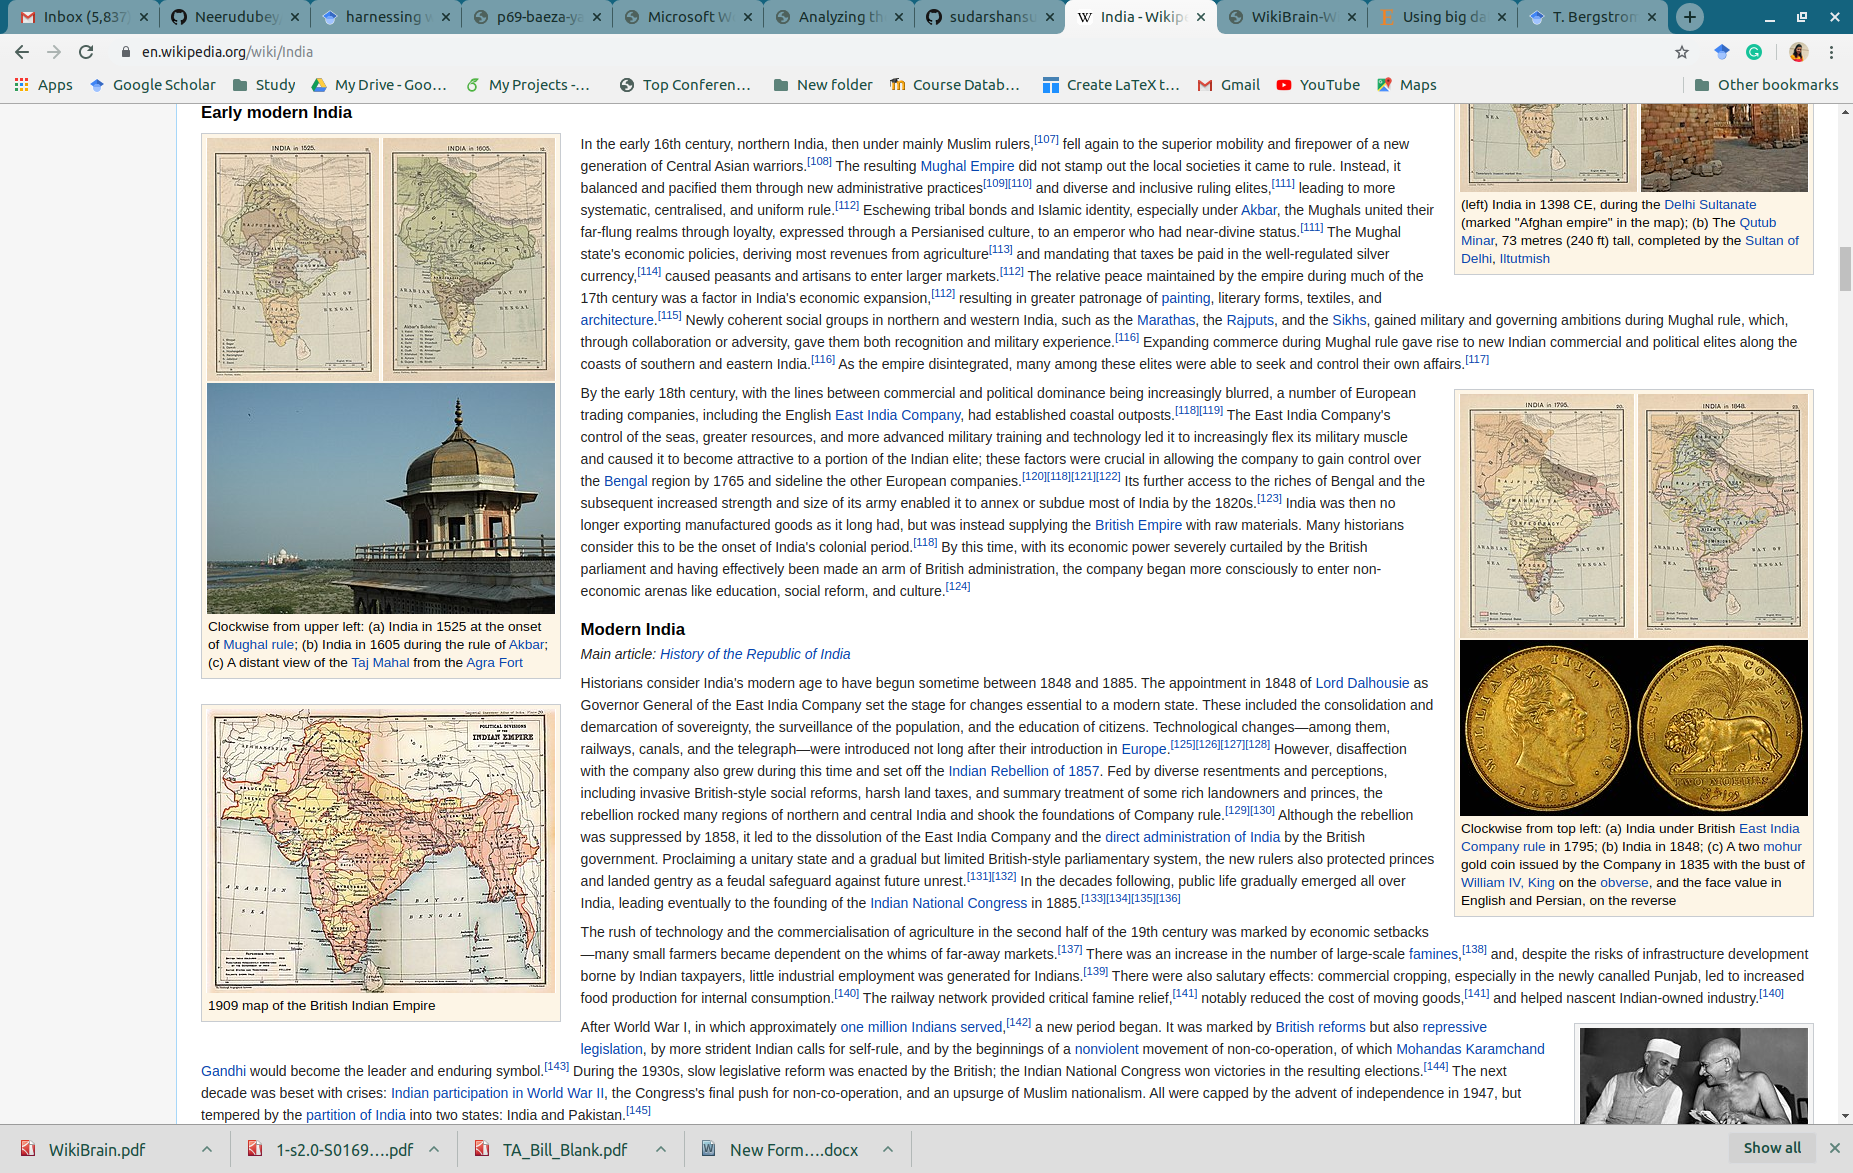 Inbox (5,837
Neerudubey
harnessing w
p69-baeza-ya
Microsoft Wo
Analyzing th
sudarshansu
India - Wikip
WikiBrain-W
Using big da
T. Bergstrom
en.wikipedia.org/wiki/India
Apps
Google Scholar
Study
My Drive - Goo...
My Projects -...
Top Conferen...
New folder
Course Datab...
Create LaTeX t...
Gmail
YouTube
Maps
Other bookmarks
Early modern India
INDIA in 1525.
INDIA in 1605.
Clockwise from upper left: (a) India in 1525 at the onset
of Mughal rule; (b) India in 1605 during the rule of Akbar;
(c) A distant view of the Taj Mahal from the Agra Fort
POLITICAL DIVISIONS
OF THE
INDIAN EMPIRE
ARABIAN
SEA
BAY OF
BENGAL
1909 map of the British Indian Empire
In the early 16th century, northern India, then under mainly Muslim rulers,[107] fell again to the superior mobility and firepower of a new
generation of Central Asian warriors.[108] The resulting Mughal Empire did not stamp out the local societies it came to rule. Instead, it
balanced and pacified them through new administrative practices[109][110] and diverse and inclusive ruling elites,[111] leading to more
systematic, centralised, and uniform rule.[112] Eschewing tribal bonds and Islamic identity, especially under Akbar, the Mughals united their
far-flung realms through loyalty, expressed through a Persianised culture, to an emperor who had near-divine status.[111] The Mughal
state's economic policies, deriving most revenues from agriculture[113] and mandating that taxes be paid in the well-regulated silver
currency,[114] caused peasants and artisans to enter larger markets.[112] The relative peace maintained by the empire during much of the
17th century was a factor in India's economic expansion,[112] resulting in greater patronage of painting, literary forms, textiles, and
architecture.[115] Newly coherent social groups in northern and western India, such as the Marathas, the Rajputs, and the Sikhs, gained military and governing ambitions during Mughal rule, which,
through collaboration or adversity, gave them both recognition and military experience.[116] Expanding commerce during Mughal rule gave rise to new Indian commercial and political elites along the
coasts of southern and eastern India.[116] As the empire disintegrated, many among these elites were able to seek and control their own affairs.[117]
By the early 18th century, with the lines between commercial and political dominance being increasingly blurred, a number of European
trading companies, including the English East India Company, had established coastal outposts.[118][119] The East India Company's
control of the seas, greater resources, and more advanced military training and technology led it to increasingly flex its military muscle
and caused it to become attractive to a portion of the Indian elite; these factors were crucial in allowing the company to gain control over
the Bengal region by 1765 and sideline the other European companies.[120][118][121][122] Its further access to the riches of Bengal and the
subsequent increased strength and size of its army enabled it to annex or subdue most of India by the 1820s.[123] India was then no
longer exporting manufactured goods as it long had, but was instead supplying the British Empire with raw materials. Many historians
consider this to be the onset of India's colonial period.[118] By this time, with its economic power severely curtailed by the British
parliament and having effectively been made an arm of British administration, the company began more consciously to enter non-
economic arenas like education, social reform, and culture.[124]
Modern India
Main article: History of the Republic of India
Historians consider India's modern age to have begun sometime between 1848 and 1885. The appointment in 1848 of Lord Dalhousie as
Governor General of the East India Company set the stage for changes essential to a modern state. These included the consolidation and
demarcation of sovereignty, the surveillance of the population, and the education of citizens. Technological changes—among them,
railways, canals, and the telegraph—were introduced not long after their introduction in Europe.[125][126][127][128] However, disaffection
with the company also grew during this time and set off the Indian Rebellion of 1857. Fed by diverse resentments and perceptions,
including invasive British-style social reforms, harsh land taxes, and summary treatment of some rich landowners and princes, the
rebellion rocked many regions of northern and central India and shook the foundations of Company rule.[129][130] Although the rebellion
was suppressed by 1858, it led to the dissolution of the East India Company and the direct administration of India by the British
government. Proclaiming a unitary state and a gradual but limited British-style parliamentary system, the new rulers also protected princes
and landed gentry as a feudal safeguard against future unrest.[131][132] In the decades following, public life gradually emerged all over
India, leading eventually to the founding of the Indian National Congress in 1885.[133][134][135][136]
The rush of technology and the commercialisation of agriculture in the second half of the 19th century was marked by economic setbacks
—many small farmers became dependent on the whims of far-away markets.[137] There was an increase in the number of large-scale famines,[138] and, despite the risks of infrastructure development
borne by Indian taxpayers, little industrial employment was generated for Indians.[139] There were also salutary effects: commercial cropping, especially in the newly canalled Punjab, led to increased
food production for internal consumption.[140] The railway network provided critical famine relief,[141] notably reduced the cost of moving goods,[141] and helped nascent Indian-owned industry.[140]
After World War I, in which approximately one million Indians served,[142] a new period began. It was marked by British reforms but also repressive
legislation, by more strident Indian calls for self-rule, and by the beginnings of a nonviolent movement of non-co-operation, of which Mohandas Karamchand
Gandhi would become the leader and enduring symbol.[143] During the 1930s, slow legislative reform was enacted by the British; the Indian National Congress won victories in the resulting elections.[144] The next
decade was beset with crises: Indian participation in World War II, the Congress's final push for non-co-operation, and an upsurge of Muslim nationalism. All were capped by the advent of independence in 1947, but
tempered by the partition of India into two states: India and Pakistan.[145]
(left) India in 1398 CE, during the Delhi Sultanate
(marked "Afghan empire" in the map); (b) The Qutub
Minar, 73 metres (240 ft) tall, completed by the Sultan of
Delhi, Iltutmish
INDIA in 1795.
INDIA in 1848.
WILLIAM IIII, KING.
1835.
EAST INDIA COMPANY
TWO MOHURS
Clockwise from top left: (a) India under British East India
Company rule in 1795; (b) India in 1848; (c) A two mohur
gold coin issued by the Company in 1835 with the bust of
William IV, King on the obverse, and the face value in
English and Persian, on the reverse
WikiBrain.pdf
1-s2.0-S0169....pdf
TA_Bill_Blank.pdf
New Form....docx
Show all